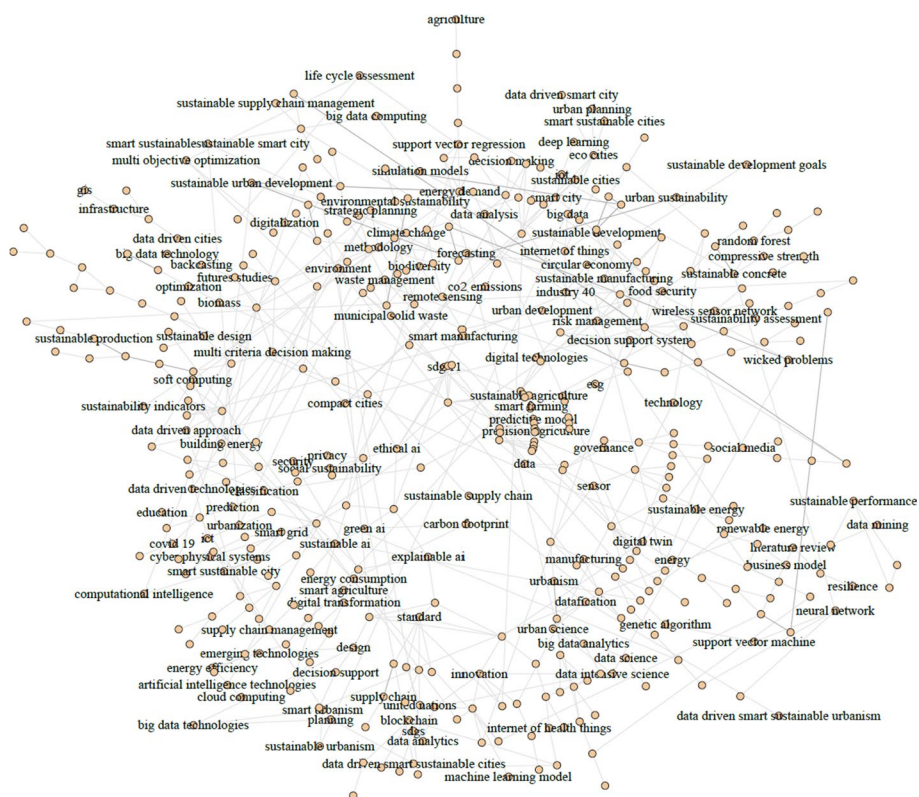 agriculture
life cycle assessment
data driven smart city
sustainable supply chain management
urban planning
big data computing
smart sustainable cities
smart sustainable
sustainable smart city
support vector regression
deep learning
multi objective optimization
decision making
eco cities
sustainable development goals
simulation models
iot
sustainable cities
sustainable urban development
gis
energy demand
environmental sustainability
smart city
urban sustainability
infrastructure
strategic planning
data analysis
big data
digitalization
climate change
sustainable development
data driven cities
random forest
methodology
forecasting
internet of things
big data technology
compressive strength
backcasting
environment
biodiversity
circular economy
sustainable concrete
futures studies
waste management
sustainable manufacturing
optimization
co2 emissions
industry 40
food security
biomass
remote sensing
municipal solid waste
urban development
wireless sensor network
risk management
sustainability assessment
sustainable production
sustainable design
smart manufacturing
decision support system
multi criteria decision making
digital technologies
wicked problems
sdg 11
soft computing
esg
sustainable agriculture
sustainability indicators
compact cities
smart farming
technology
predictive model
data driven approach
precision agriculture
building energy
ethical ai
governance
social media
privacy
security
data
social sustainability
data driven technologies
classification
sensor
sustainable supply chain
sustainable performance
prediction
sustainable energy
education
urbanization
green ai
carbon footprint
renewable energy
data mining
smart grid
covid 19
ict
sustainable ai
digital twin
literature review
cyber physical systems
explainable ai
manufacturing
energy
business model
smart sustainable city
energy consumption
urbanism
resilience
computational intelligence
smart agriculture
digital transformation
datafication
neural network
standard
genetic algorithm
supply chain management
urban science
support vector machine
design
big data analytics
emerging technologies
data science
energy efficiency
decision support
innovation
data intensive science
artificial intelligence technologies
cloud computing
supply chain
united nations
smart urbanism
data driven smart sustainable urbanism
planning
blockchain
big data technologies
sdgs
internet of health things
data analytics
sustainable urbanism
data driven smart sustainable cities
machine learning model